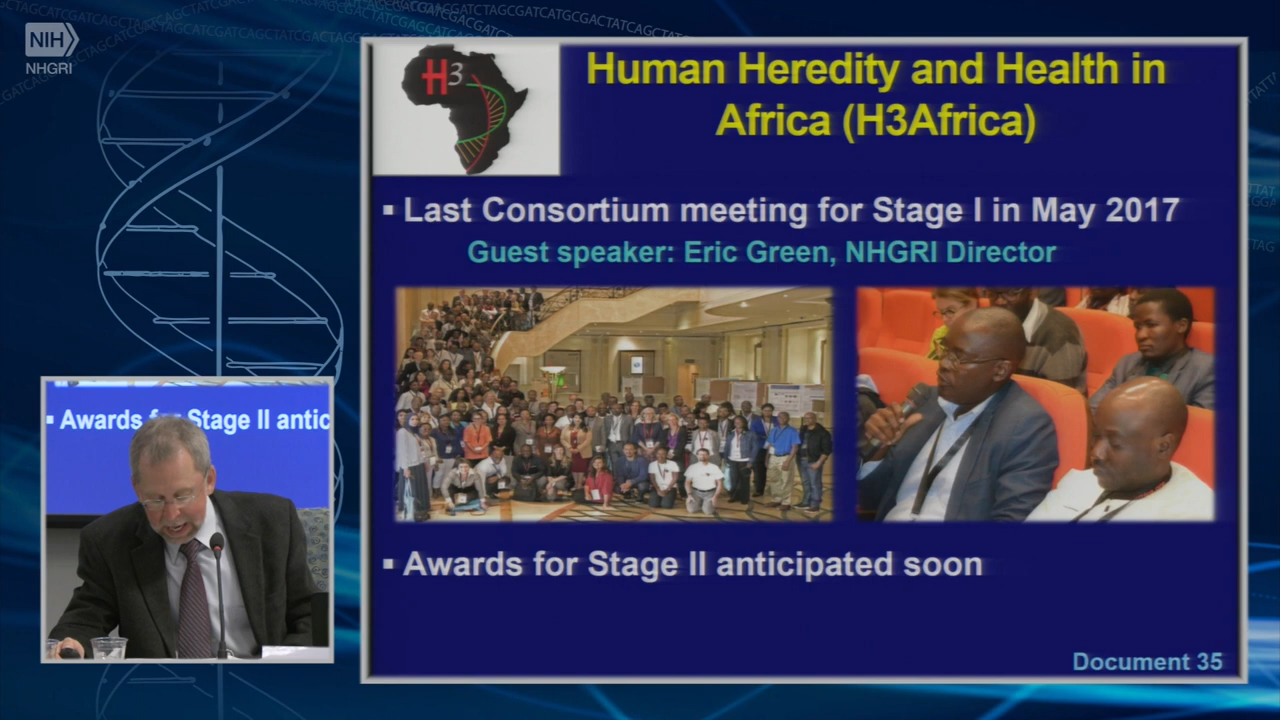 NIH
NHGRI
H3
Human Heredity and Health in
Africa (H3Africa)
▪ Last Consortium meeting for Stage I in May 2017
Guest speaker: Eric Green, NHGRI Director
▪ Awards for Stage II anticipated soon
Document 35
▪ Awards f Stage II antic